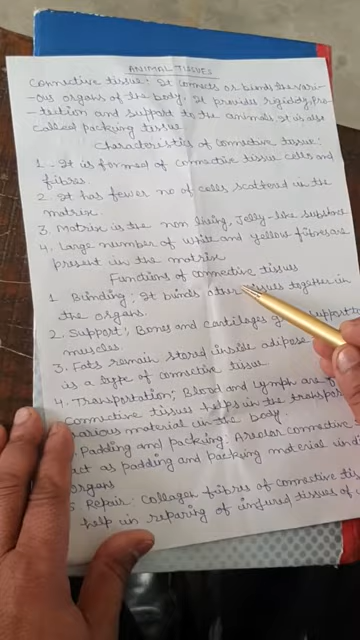 ANIMAL TISSUES
Connective tissue: It connects or binds the vari-
-ous organs of the body. It provides rigidity, pro-
-tection and support to the animals. It is also
called packing tissue
Characteristics of connective tissue:
1. It is formed of connective tissue cells and
fibres.
2. It has fewer no of cells scattered in the
matrix.
3. Matrix is the non living, Jelly-like substance
4. Large number of white and yellow fibres are
present in the matrix
Functions of connective tissus
1 Binding: It binds other tissues together in
the organs.
2. Support; Bones and cartilages give support to
muscles.
3. Fats remain stored inside adipose
is a type of connective tissue
4. Transportation; Blood and Lymph are
Connective tissues helps in the transport
various material in the body.
Padding and packing: Areolar connective
act as padding and packing material
organs
Repair: Collagen fibres of connective
help in reparing of injured tissues of